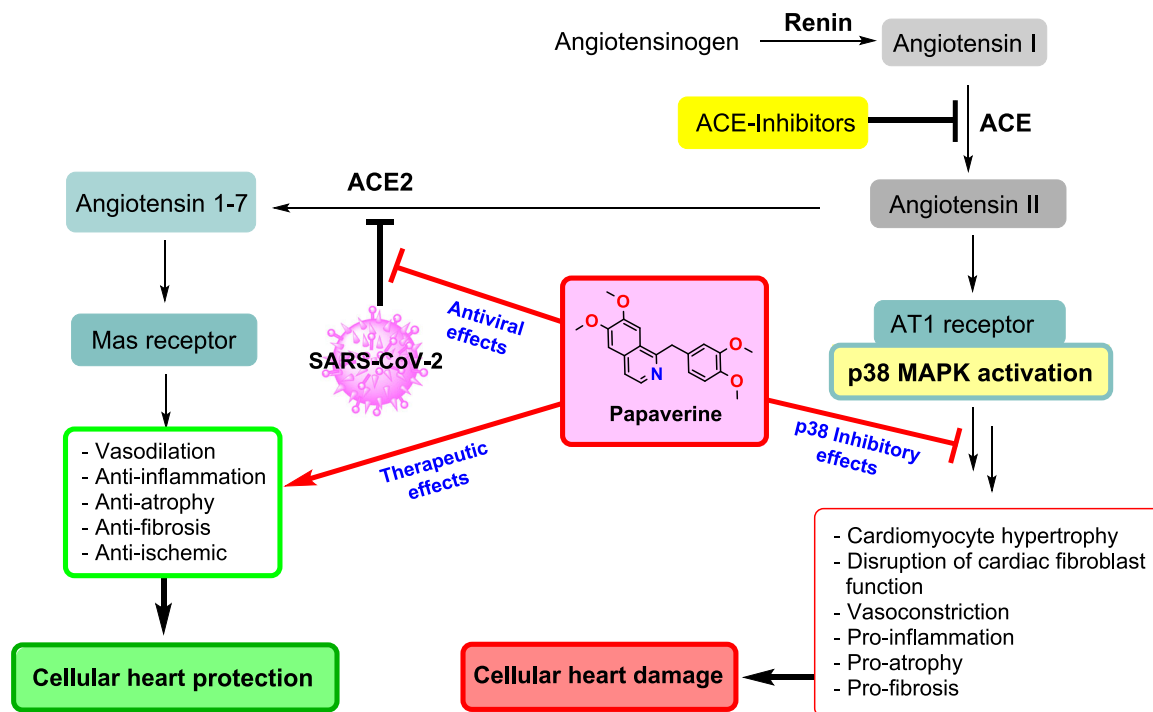 Renin
Angiotensinogen
Angiotensin I
ACE-Inhibitors
ACE
ACE2
Angiotensin 1-7
Angiotensin II
Antiviral
effects
SARS-CoV-2
Mas receptor
O
O
O
O
N
Papaverine
AT1 receptor
p38 MAPK activation
p38 Inhibitory
effects
Therapeutic
effects
- Vasodilation
- Anti-inflammation
- Anti-atrophy
- Anti-fibrosis
- Anti-ischemic
- Cardiomyocyte hypertrophy
- Disruption of cardiac fibroblast
function
- Vasoconstriction
- Pro-inflammation
- Pro-atrophy
- Pro-fibrosis
Cellular heart protection
Cellular heart damage